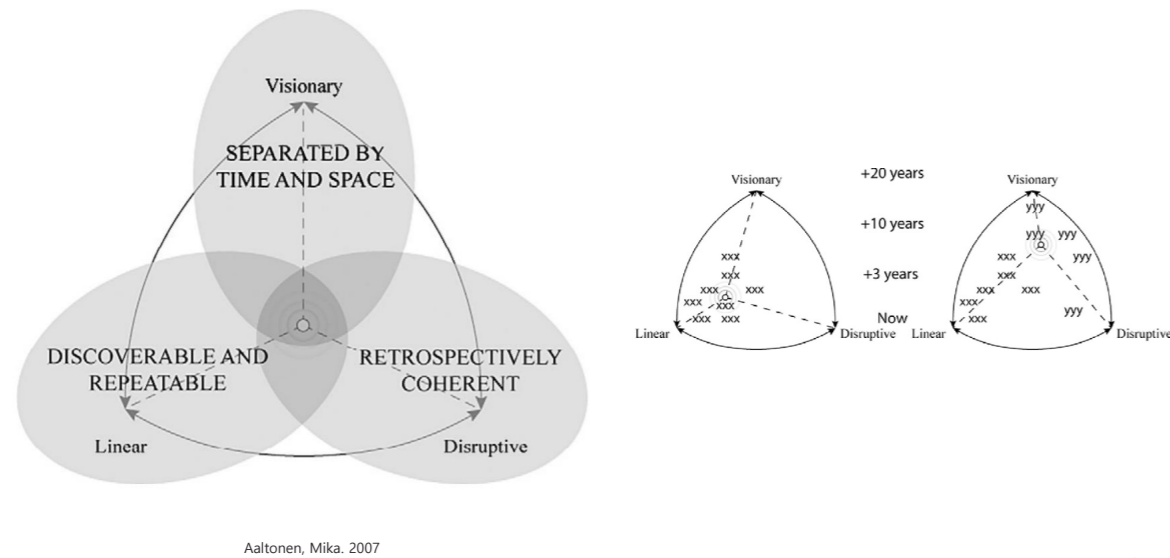 Visionary
SEPARATED BY
TIME AND SPACE
DISCOVERABLE AND
REPEATABLE
RETROSPECTIVELY
COHERENT
Linear
Disruptive
Aaltonen, Mika. 2007
Visionary
xxx
xxx
xxx
xxx
xxx
xxx
xxx
xxx
Linear
Disruptive
+20 years
+10 years
+3 years
Now
Visionary
yyy
yyy
yyy
xxx
yyy
xxx
xxx
xxx
xxx
yyy
xxx
Linear
Disruptive